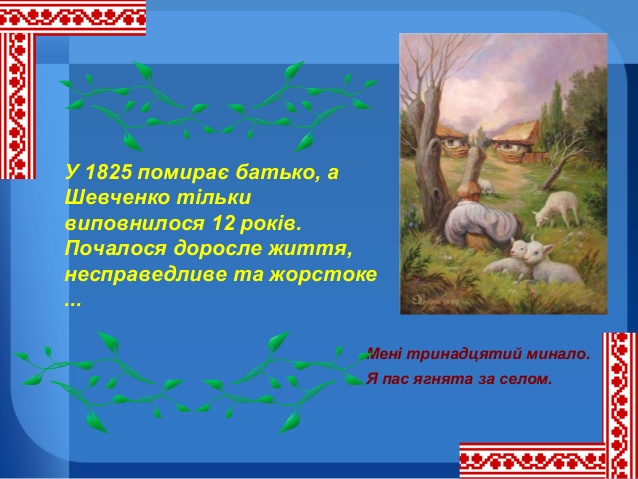 У 1825 помирає батько, а
Шевченко тільки
виповнилося 12 років.
Почалося доросле життя,
несправедливе та жорстоке
...
Мені тринадцятий минало.
Я пас ягнята за селом.